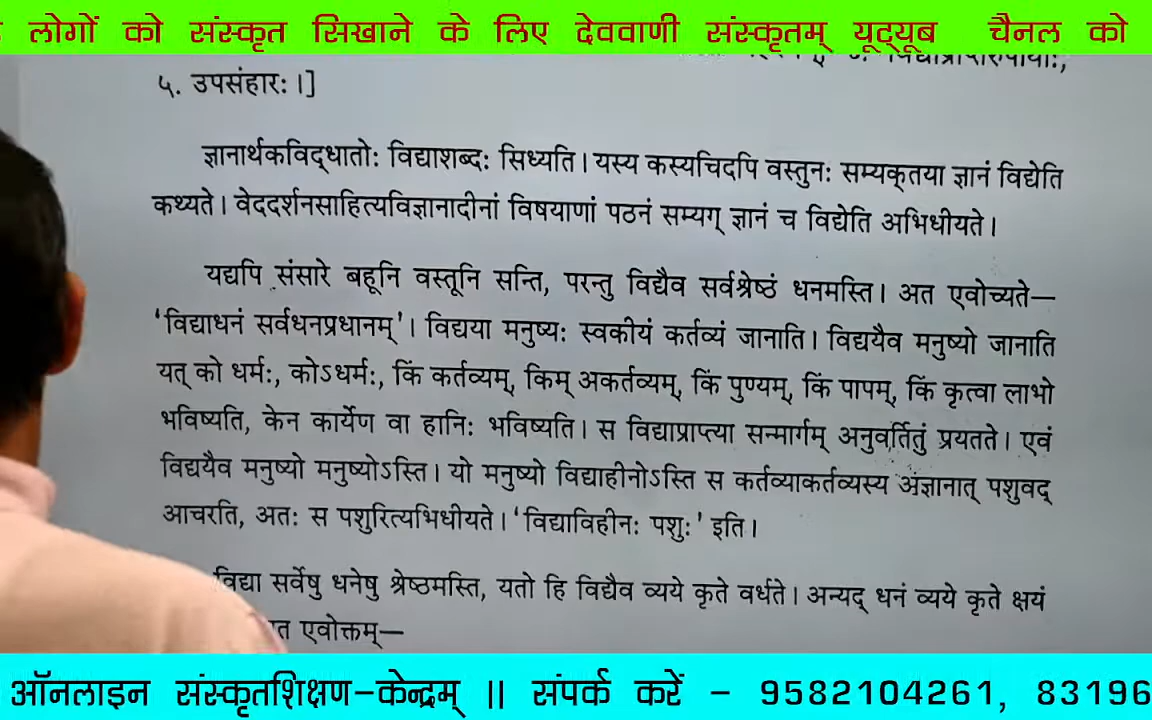 लोगों को संस्कृत सिखाने के लिए देववाणी संस्कृतम् यूट्यूब चैनल को
५. उपसंहारः ।]
ज्ञानार्थकविद्धातोः विद्याशब्दः सिध्यति। यस्य कस्यचिदपि वस्तुनः सम्यक्तया ज्ञानं विद्येति
कथ्यते। वेददर्शनसाहित्यविज्ञानादीनां विषयाणां पठनं सम्यग् ज्ञानं च विद्येति अभिधीयते।
यद्यपि संसारे बहूनि वस्तूनि सन्ति, परन्तु विद्यैव सर्वश्रेष्ठं धनमस्ति। अत एवोच्यते—
‘विद्याधनं सर्वधनप्रधानम्’। विद्यया मनुष्यः स्वकीयं कर्तव्यं जानाति। विद्ययैव मनुष्यो जानाति
यत् को धर्मः, कोऽधर्मः, किं कर्तव्यम्, किम् अकर्तव्यम्, किं पुण्यम्, किं पापम्, किं कृत्वा लाभो
भविष्यति, केन कार्येण वा हानिः भविष्यति। स विद्याप्राप्त्या सन्मार्गम् अनुवर्तितुं प्रयतते। एवं
विद्ययैव मनुष्यो मनुष्योऽस्ति। यो मनुष्यो विद्याहीनोऽस्ति स कर्तव्याकर्तव्यस्य अज्ञानात् पशुवद्
आचरति, अतः स पशुरित्यभिधीयते। ‘विद्याविहीनः पशुः’ इति।
विद्या सर्वेषु धनेषु श्रेष्ठमस्ति, यतो हि विद्यैव व्यये कृते वर्धते। अन्यद् धनं व्यये कृते क्षयं
एवोक्तम्—
ऑनलाइन संस्कृतशिक्षण-केन्द्रम् || संपर्क करें - 9582104261, 83196